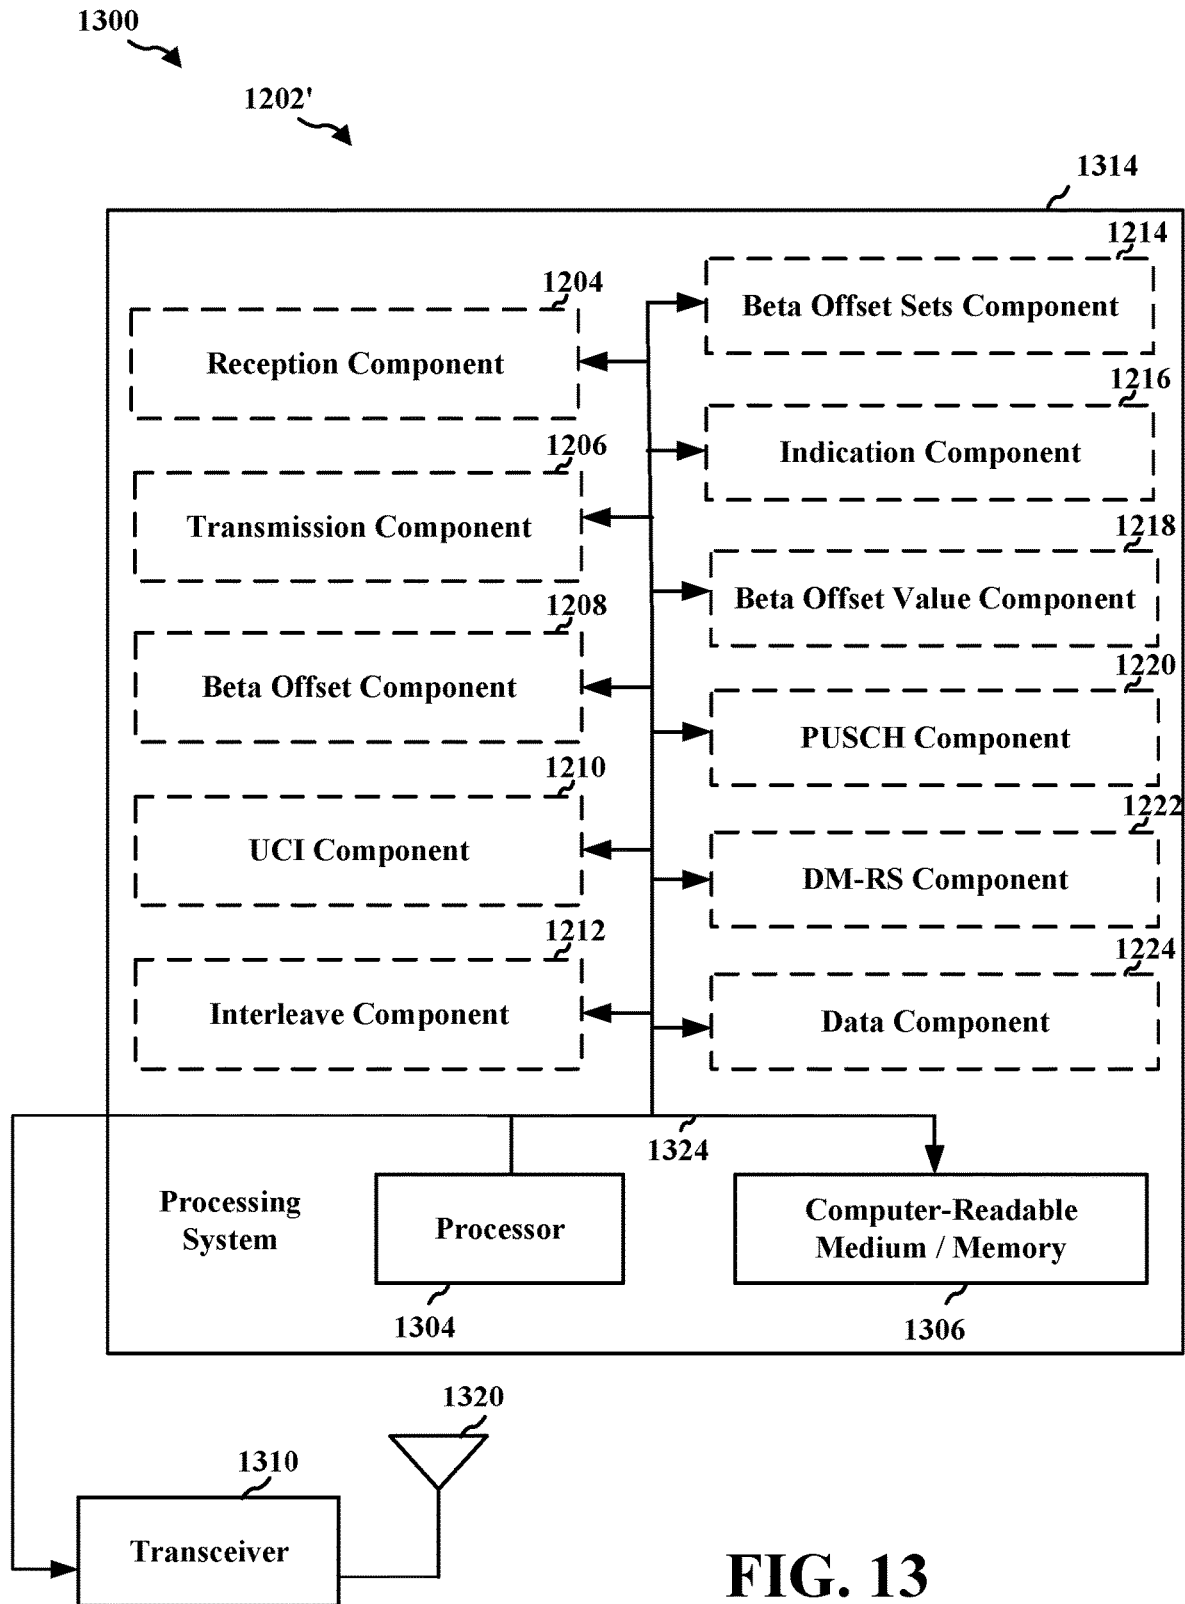 1300
1202'
1314
1214
Beta Offset Sets Component
1204
Reception Component
1216
Indication Component
1206
Transmission Component
1218
Beta Offset Value Component
1208
Beta Offset Component
1220
PUSCH Component
1210
UCI Component
1222
DM-RS Component
1212
Interleave Component
1224
Data Component
1324
Processing
System
Processor
1304
Computer-Readable
Medium / Memory
1306
1320
1310
Transceiver
FIG. 13